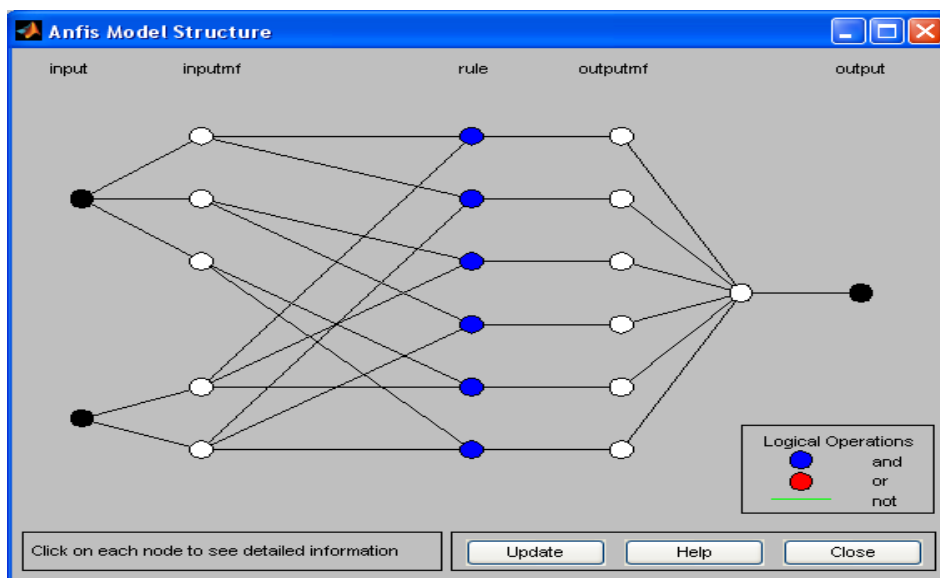 Anfis Model Structure
input inputmf rule outputmf output
Logical Operations
and
or
not
Click on each node to see detailed information
Update Help Close